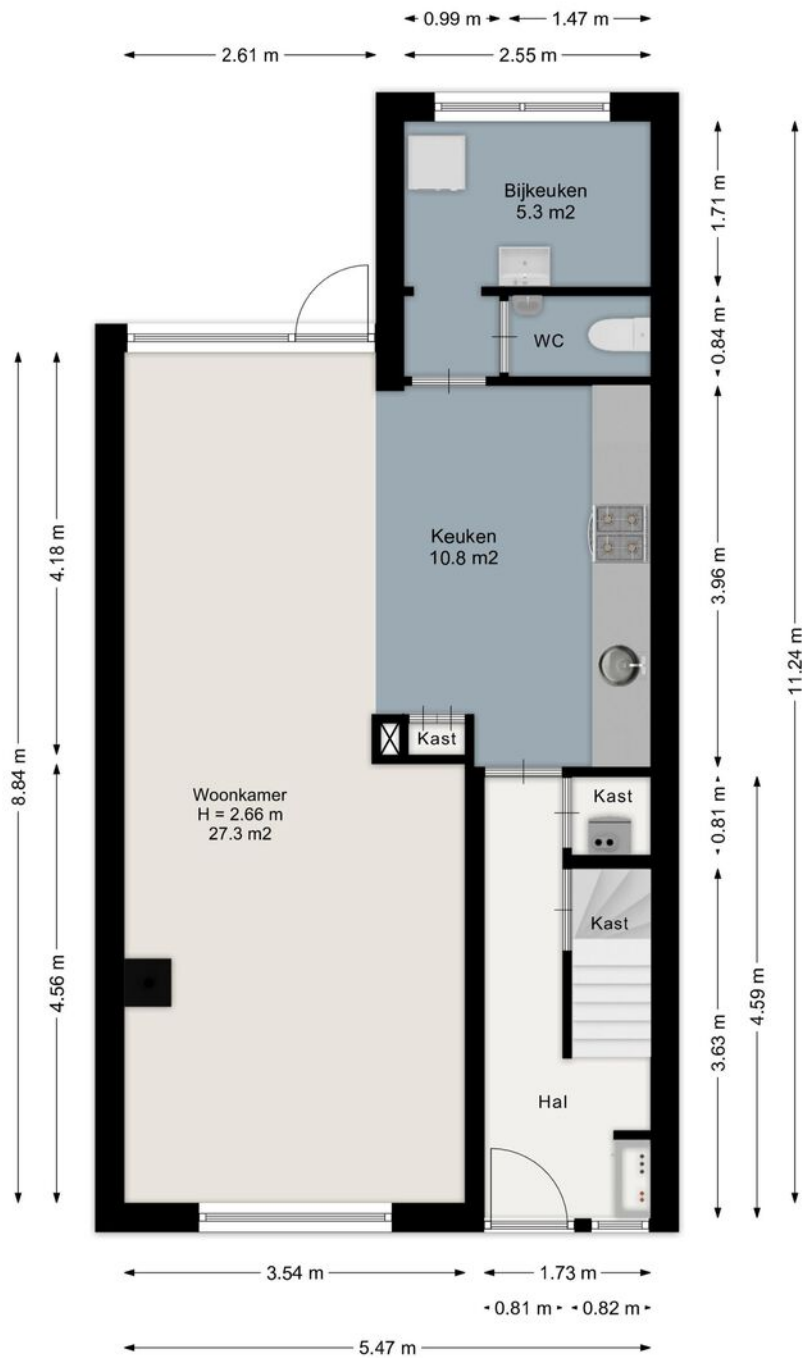 0.99 m
1.47 m
2.61 m
2.55 m
Bijkeuken
5.3 m2
1.71 m
WC
0.84 m
Keuken
10.8 m2
4.18 m
3.96 m
11.24 m
8.84 m
Kast
Woonkamer
H = 2.66 m
27.3 m2
Kast
0.81 m
Kast
4.56 m
4.59 m
3.63 m
Hal
3.54 m
1.73 m
0.81 m
0.82 m
5.47 m